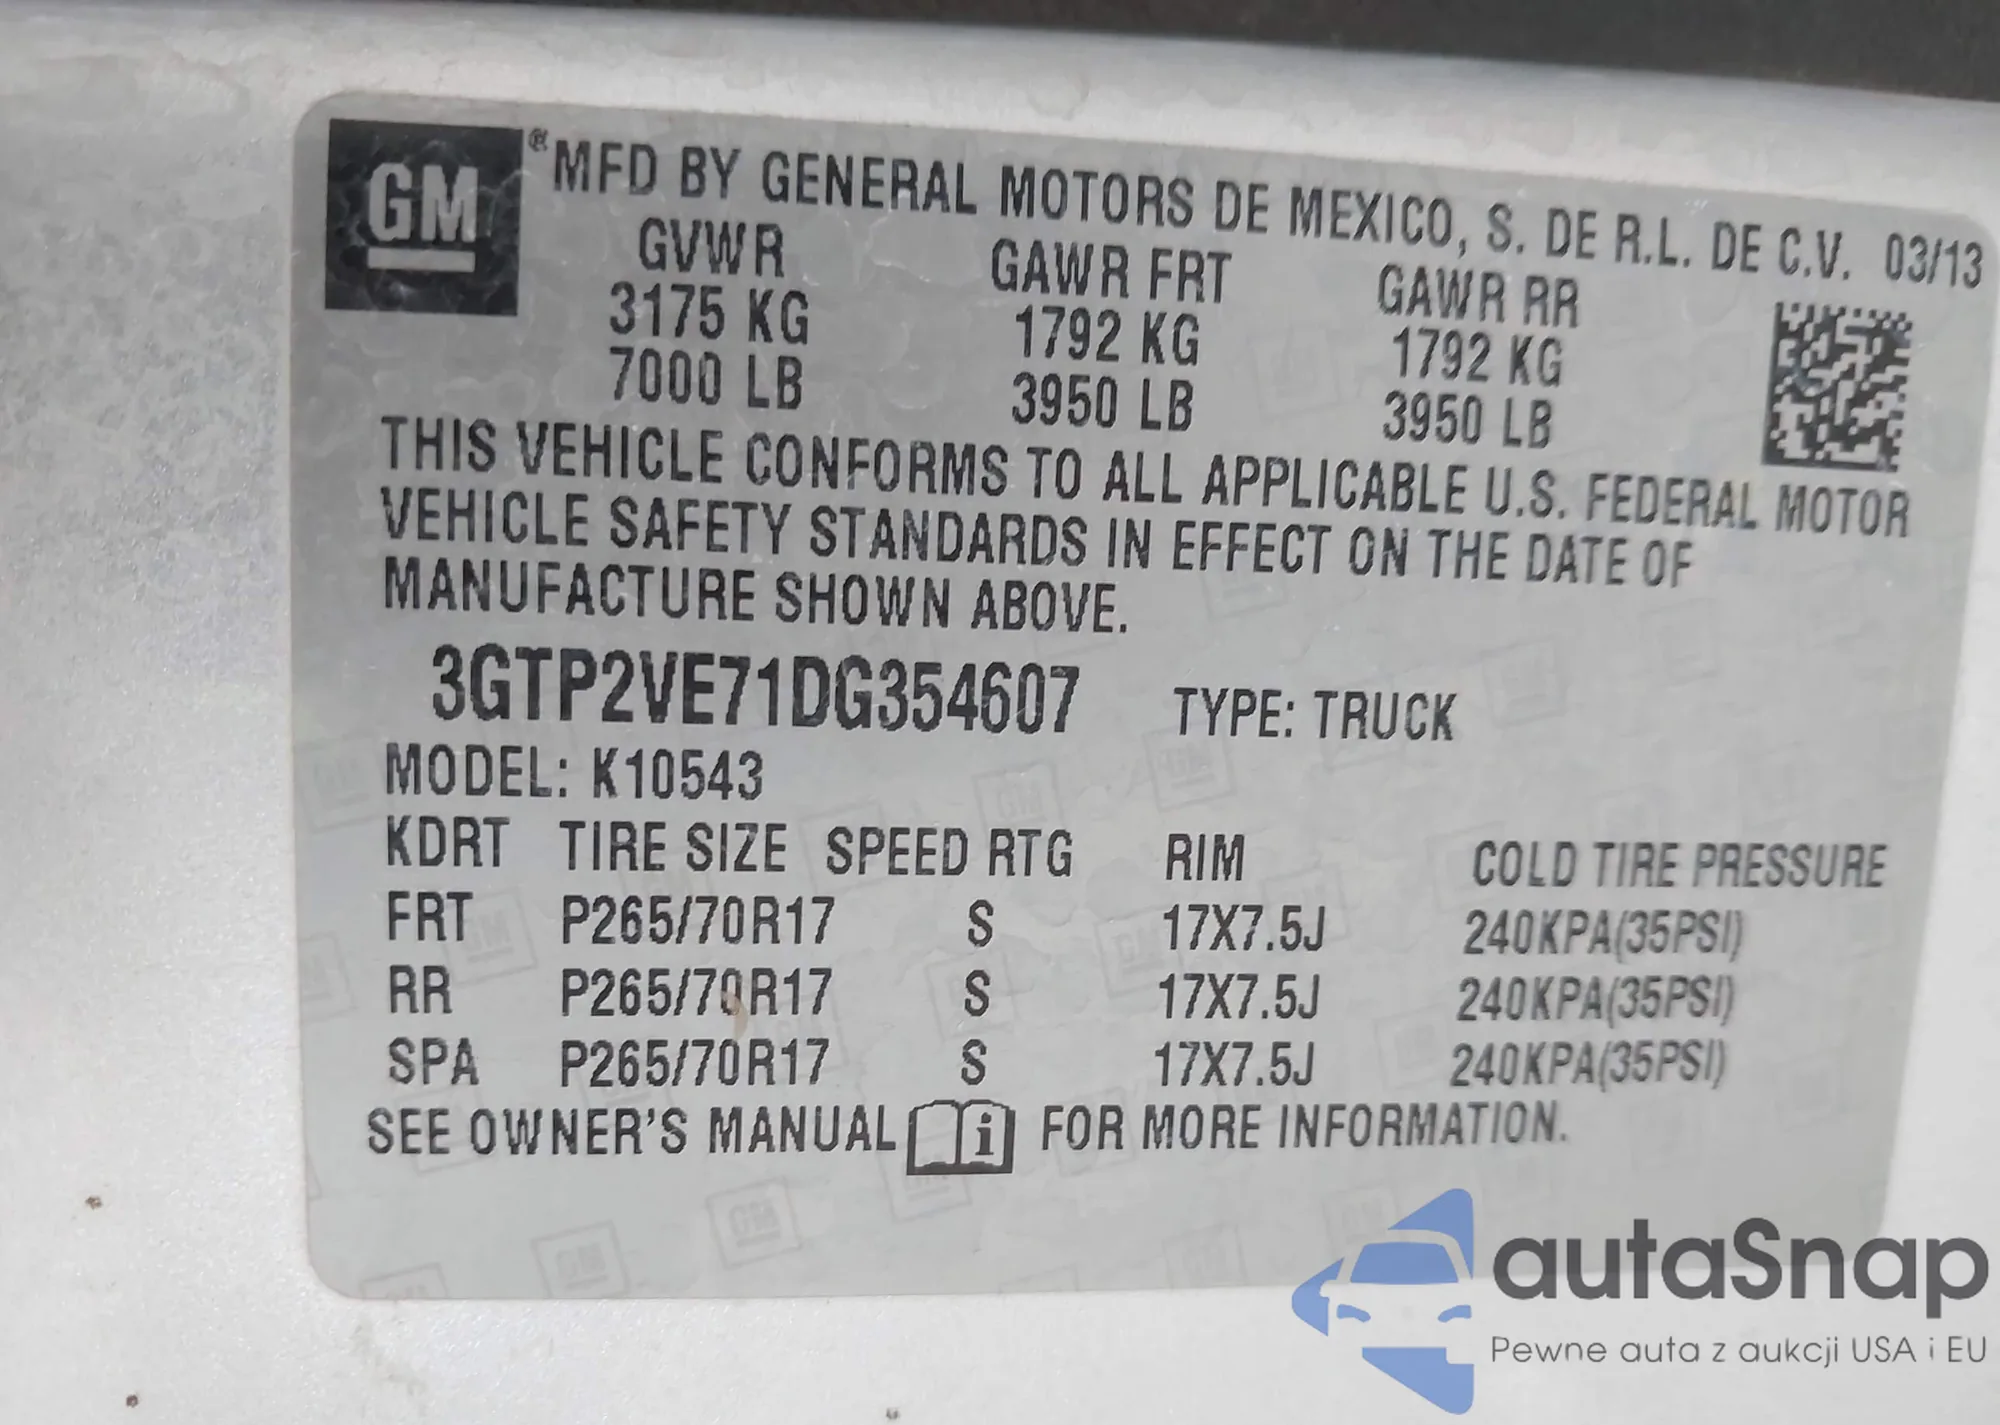 GM ® MFD BY GENERAL MOTORS DE MEXICO, S. DE R.L. DE C.V. 03/13
GVWR GAWR FRT GAWR RR
3175 KG 1792 KG 1792 KG
7000 LB 3950 LB 3950 LB
THIS VEHICLE CONFORMS TO ALL APPLICABLE U.S. FEDERAL MOTOR
VEHICLE SAFETY STANDARDS IN EFFECT ON THE DATE OF
MANUFACTURE SHOWN ABOVE.
3GTP2VE71DG354607 TYPE: TRUCK
MODEL: K10543
KDRT TIRE SIZE SPEED RTG RIM COLD TIRE PRESSURE
FRT P265/70R17 S 17X7.5J 240KPA(35PSI)
RR P265/70R17 S 17X7.5J 240KPA(35PSI)
SPA P265/70R17 S 17X7.5J 240KPA(35PSI)
SEE OWNER'S MANUAL i FOR MORE INFORMATION.
autaSnap
Pewne auta z aukcji USA i EU